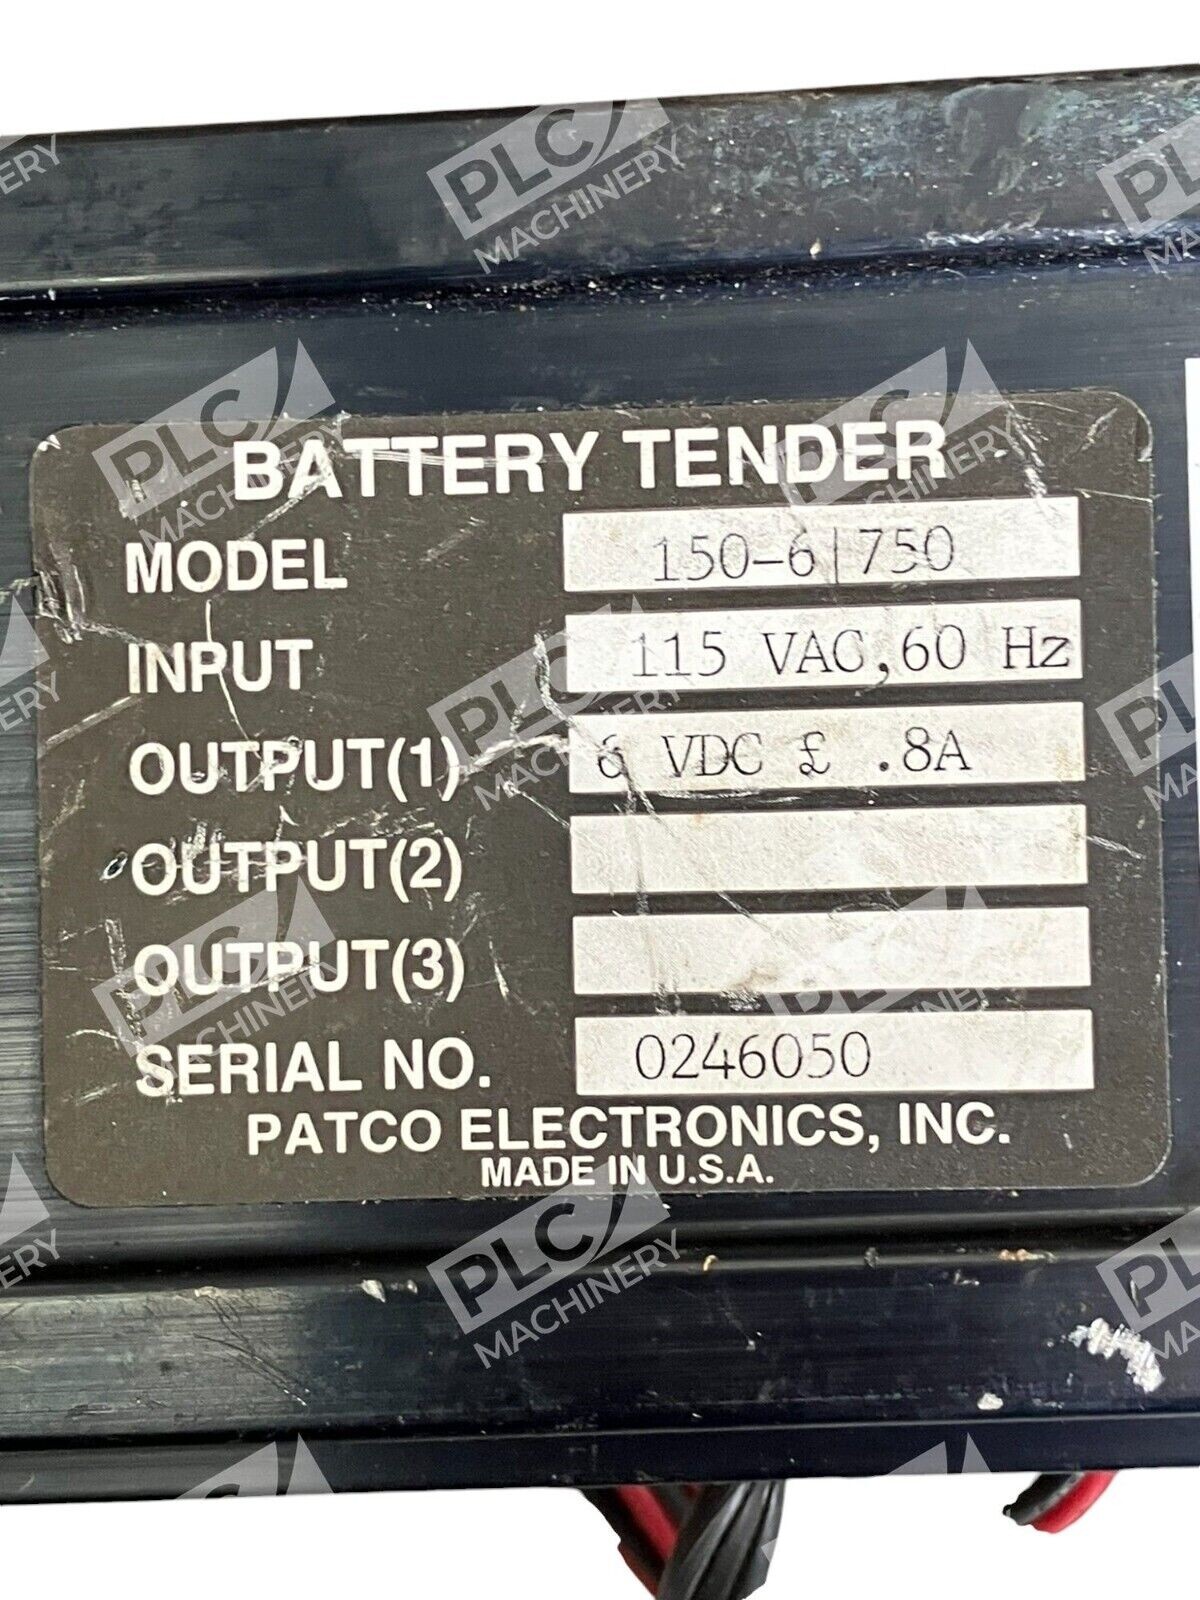 BATTERY TENDER
MODEL 150-6|750
INPUT 115 VAC,60 Hz
OUTPUT(1) 6 VDC £ .8A
OUTPUT(2)
OUTPUT(3)
SERIAL NO. 0246050
PATCO ELECTRONICS, INC.
MADE IN U.S.A.
PLC
MACHINERY